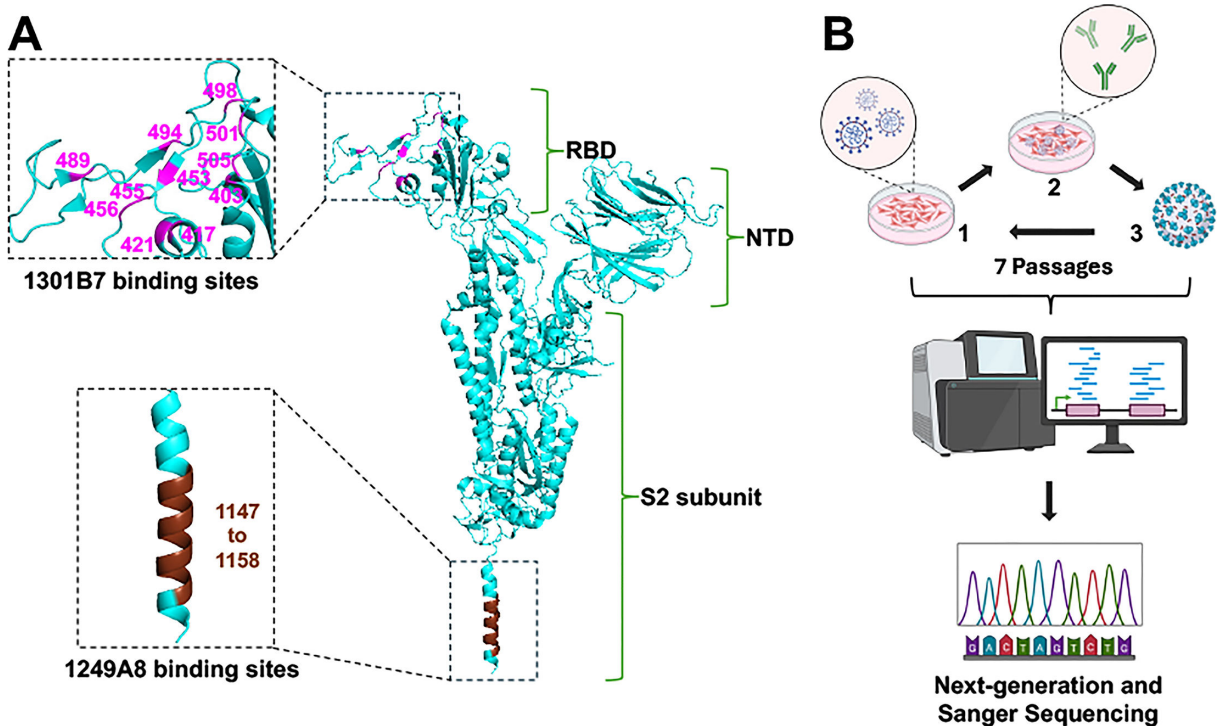 A
498
494
501
489
505
453
455
403
456
417
421
1301B7 binding sites
RBD
NTD
S2 subunit
1147
to
1158
1249A8 binding sites
B
1
2
3
7 Passages
G A C T A G T C T G
Next-generation and
Sanger Sequencing